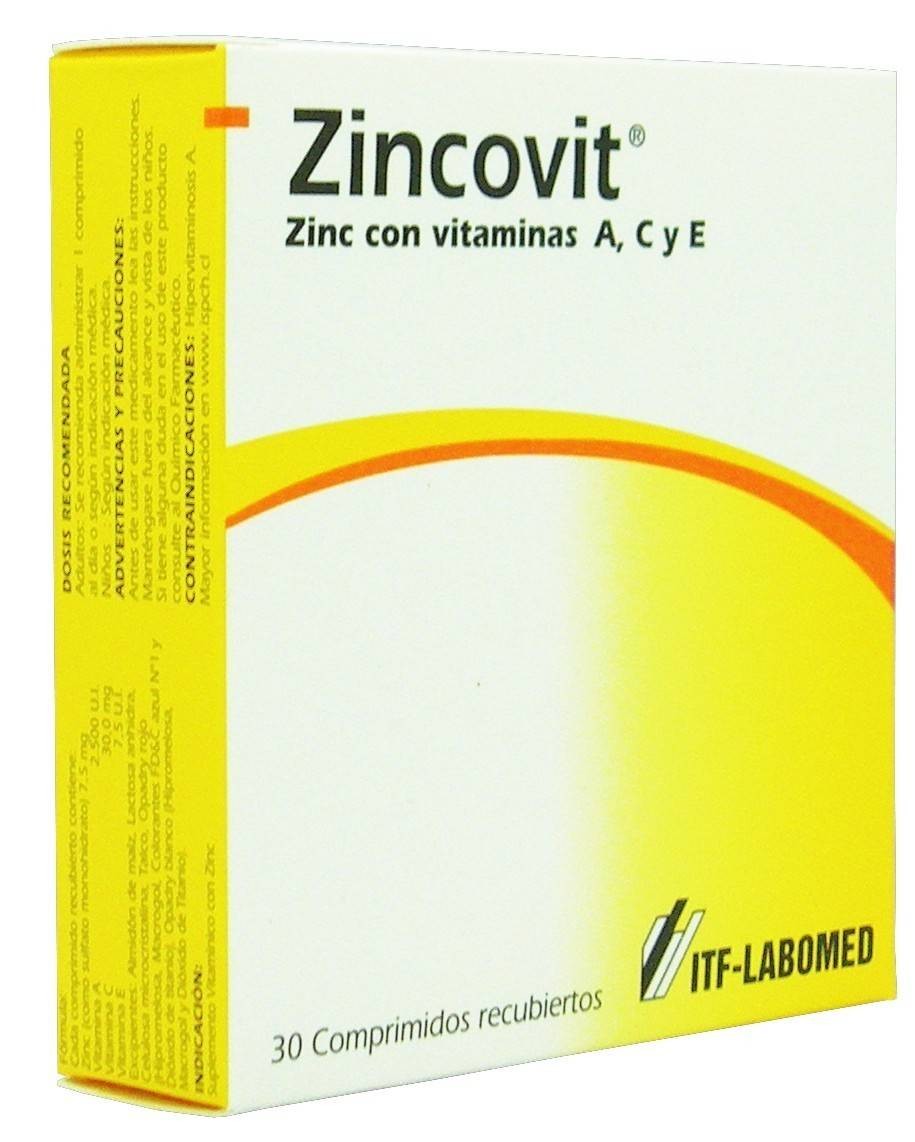 Zincovit®
Zinc con vitaminas A, C y E
30 Comprimidos recubiertos
ITF-LABOMED
DOSIS RECOMENDADA
Adultos: Se recomienda administrar 1 comprimido
al día o según indicación médica.
Niños : Según indicación médica.
ADVERTENCIAS Y PRECAUCIONES:
Antes de usar este medicamento lea las instrucciones.
Manténgase fuera del alcance y vista de los niños.
Si tiene alguna duda en el uso de este producto
consulte al Químico Farmacéutico.
CONTRAINDICACIONES: Hipervitaminosis A.
Mayor información en www.ispch.cl
Fórmula:
Cada comprimido recubierto contiene:
Zinc (como sulfato monohidrato) 7,5 mg
Vitamina A 2.500 U.I.
Vitamina C 30,0 mg
Vitamina E 7,5 U.I.
Excipientes: Almidón de maíz, Lactosa anhidra,
Celulosa microcristalina, Talco, Opadry rojo
(Hipromelosa, Macrogol, Colorantes FD&C azul N°1 y
Dióxido de titanio), Opadry blanco (Hipromelosa,
Macrogol y Dióxido de Titanio).
INDICACIÓN:
Suplemento Vitamínico con Zinc